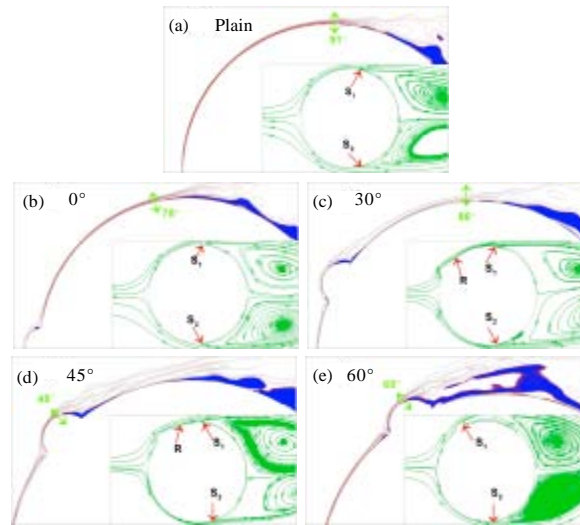 (a) Plain
S₁
S₂
(b) 0°
(c) 30°
S₁
S₂
R
S₁
S₂
(d) 45°
(e) 60°
R
S₁
S₂
S₁
S₂